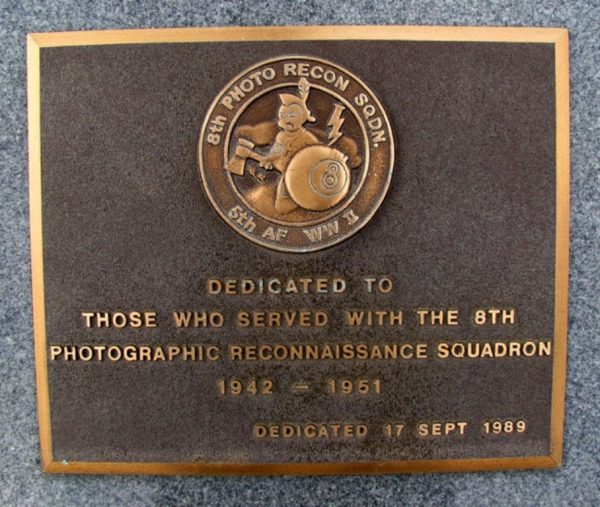 8th PHOTO RECON SQDN.
8
5th AF WW II
DEDICATED TO
THOSE WHO SERVED WITH THE 8TH
PHOTOGRAPHIC RECONNAISSANCE SQUADRON
1942 — 1951
DEDICATED 17 SEPT 1989